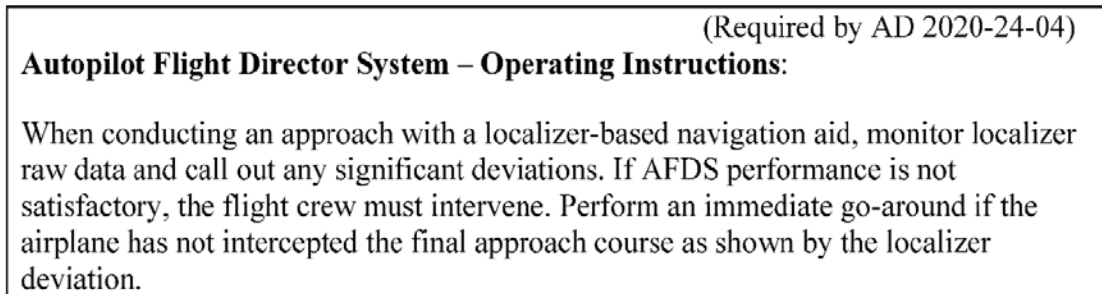 (Required by AD 2020-24-04)
Autopilot Flight Director System – Operating Instructions:
When conducting an approach with a localizer-based navigation aid, monitor localizer
raw data and call out any significant deviations. If AFDS performance is not
satisfactory, the flight crew must intervene. Perform an immediate go-around if the
airplane has not intercepted the final approach course as shown by the localizer
deviation.